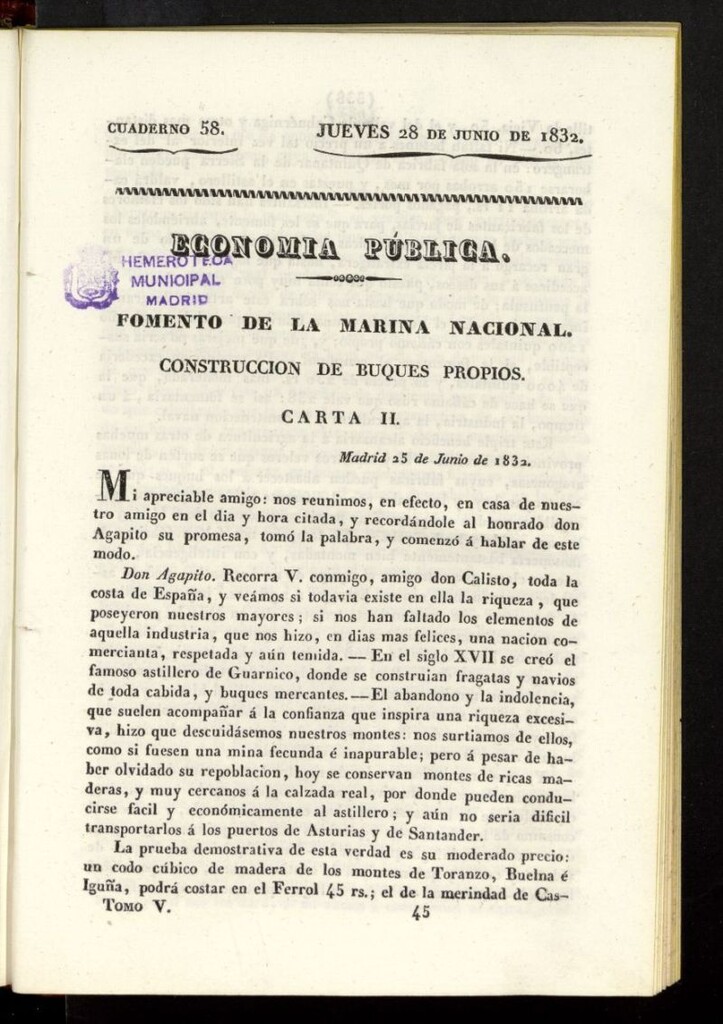 CUADERNO 58.
JUEVES 28 DE JUNIO DE 1832.
ECONOMIA PÚBLICA.
HEMEROTECA
MUNICIPAL
MADRID
FOMENTO DE LA MARINA NACIONAL.
CONSTRUCCION DE BUQUES PROPIOS.
CARTA II.
Madrid 25 de Junio de 1832.
Mi apreciable amigo: nos reunimos, en efecto, en casa de nues-
tro amigo en el dia y hora citada, y recordándole al honrado don
Agapito su promesa, tomó la palabra, y comenzó á hablar de este
modo.
Don Agapito. Recorra V. conmigo, amigo don Calisto, toda la
costa de España, y veámos si todavia existe en ella la riqueza, que
poseyeron nuestros mayores; si nos han faltado los elementos de
aquella industria, que nos hizo, en dias mas felices, una nacion co-
merciante, respetada y aún temida. — En el siglo XVII se creó el
famoso astillero de Guarnico, donde se construian fragatas y navios
de toda cabida, y buques mercantes. — El abandono y la indolencia,
que suelen acompañar á la confianza que inspira una riqueza excesi-
va, hizo que descuidásemos nuestros montes: nos surtiamos de ellos,
como si fuesen una mina fecunda é inapurable; pero á pesar de ha-
ber olvidado su repoblacion, hoy se conservan montes de ricas ma-
deras, y muy cercanos á la calzada real, por donde pueden condu-
cirse facil y económicamente al astillero; y aún no seria dificil
transportarlos á los puertos de Asturias y de Santander.
La prueba demostrativa de esta verdad es su moderado precio:
un codo cúbico de madera de los montes de Toranzo, Buelna é
Iguña, podrá costar en el Ferrol 45 rs.; el de la merindad de Cas-
TOMO V.
45